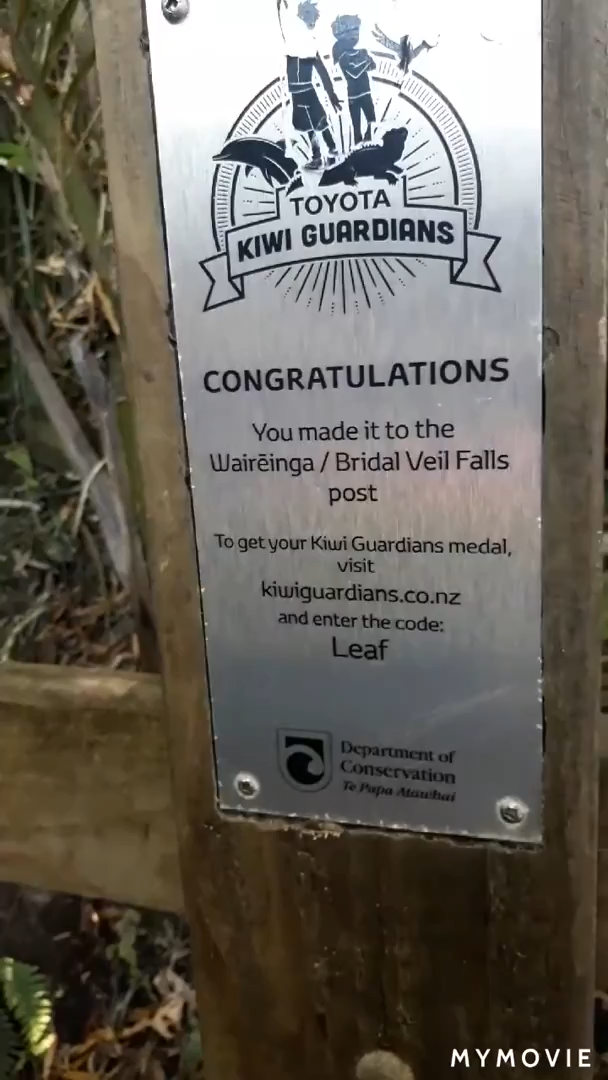 TOYOTA
KIWI GUARDIANS
CONGRATULATIONS
You made it to the
Wairēinga / Bridal Veil Falls
post
To get your Kiwi Guardians medal,
visit
kiwiguardians.co.nz
and enter the code:
Leaf
Department of
Conservation
Te Papa Atawhai
MYMOVIE